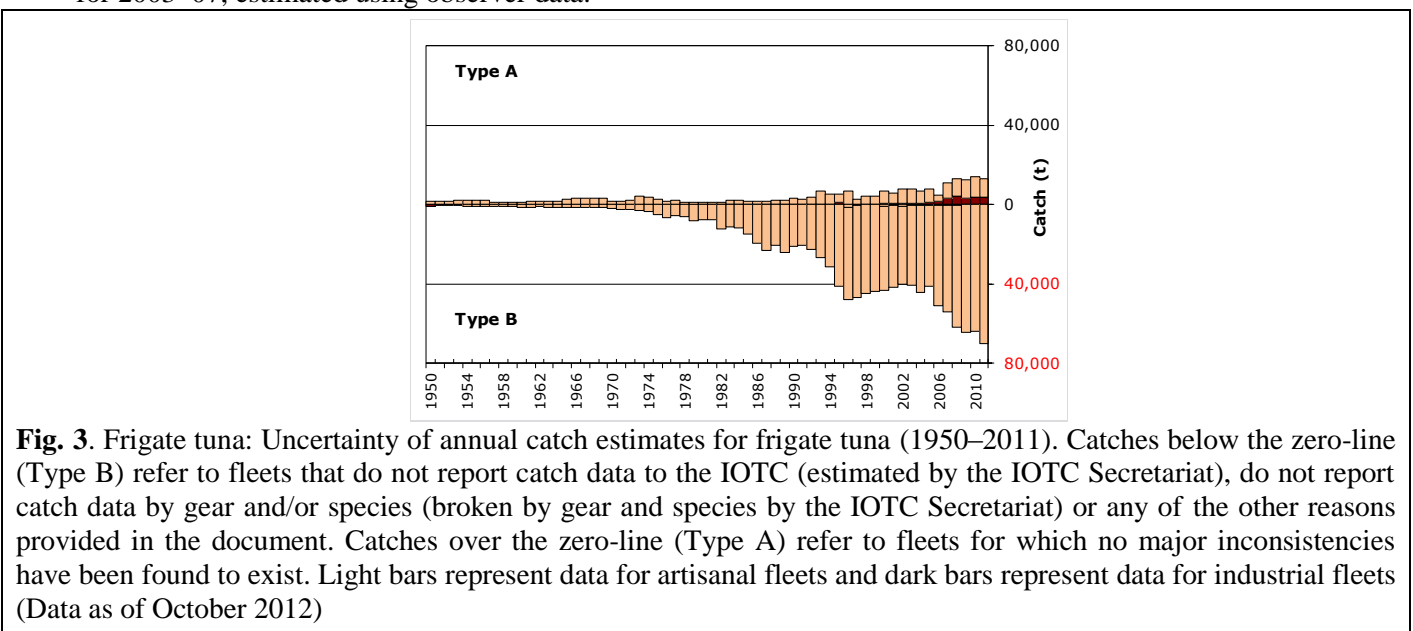 for 2003–07, estimated using observer data.
80,000
Type A
40,000
0
Catch (t)
40,000
Type B
80,000
1950
1954
1958
1962
1966
1970
1974
1978
1982
1986
1990
1994
1998
2002
2006
2010
Fig. 3. Frigate tuna: Uncertainty of annual catch estimates for frigate tuna (1950–2011). Catches below the zero-line
(Type B) refer to fleets that do not report catch data to the IOTC (estimated by the IOTC Secretariat), do not report
catch data by gear and/or species (broken by gear and species by the IOTC Secretariat) or any of the other reasons
provided in the document. Catches over the zero-line (Type A) refer to fleets for which no major inconsistencies
have been found to exist. Light bars represent data for artisanal fleets and dark bars represent data for industrial fleets
(Data as of October 2012)